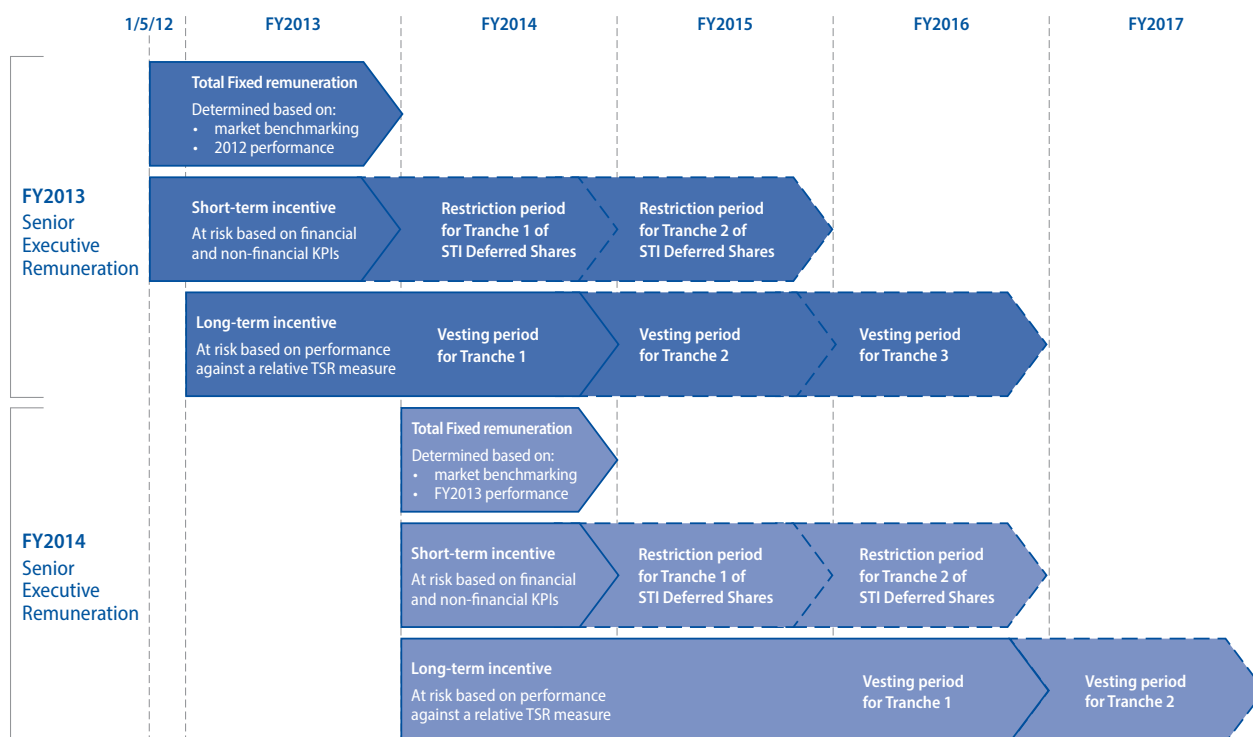 1/5/12 FY2013 FY2014 FY2015 FY2016 FY2017
FY2013
Senior
Executive
Remuneration
Total Fixed remuneration
Determined based on:
• market benchmarking
• 2012 performance
Short-term incentive
At risk based on financial
and non-financial KPIs
Restriction period
for Tranche 1 of
STI Deferred Shares
Restriction period
for Tranche 2 of
STI Deferred Shares
Long-term incentive
At risk based on performance
against a relative TSR measure
Vesting period
for Tranche 1
Vesting period
for Tranche 2
Vesting period
for Tranche 3
FY2014
Senior
Executive
Remuneration
Total Fixed remuneration
Determined based on:
• market benchmarking
• FY2013 performance
Short-term incentive
At risk based on financial
and non-financial KPIs
Restriction period
for Tranche 1 of
STI Deferred Shares
Restriction period
for Tranche 2 of
STI Deferred Shares
Long-term incentive
At risk based on performance
against a relative TSR measure
Vesting period
for Tranche 1
Vesting period
for Tranche 2